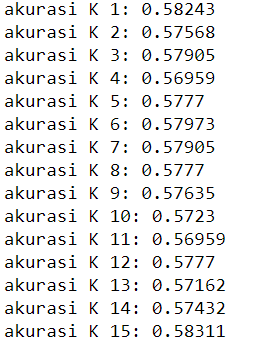 akurasi K 1: 0.58243
akurasi K 2: 0.57568
akurasi K 3: 0.57905
akurasi K 4: 0.56959
akurasi K 5: 0.5777
akurasi K 6: 0.57973
akurasi K 7: 0.57905
akurasi K 8: 0.5777
akurasi K 9: 0.57635
akurasi K 10: 0.5723
akurasi K 11: 0.56959
akurasi K 12: 0.5777
akurasi K 13: 0.57162
akurasi K 14: 0.57432
akurasi K 15: 0.58311